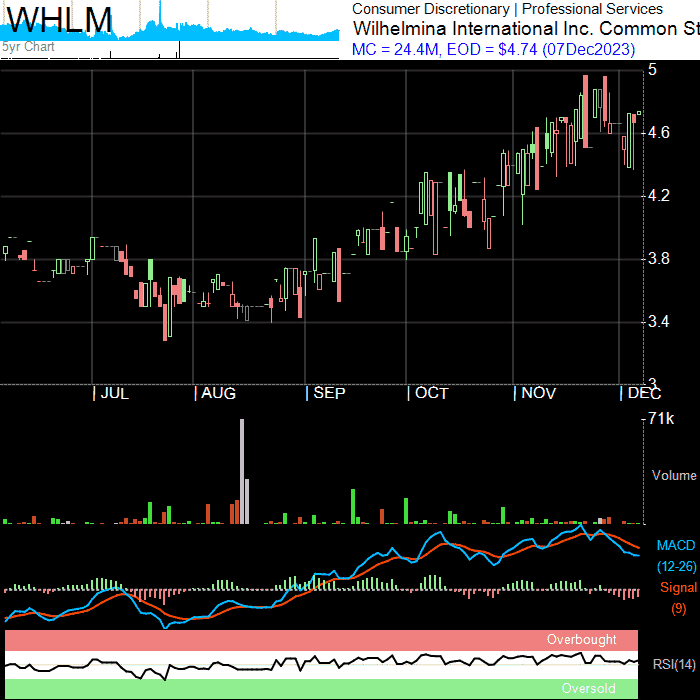 WHLM
5yr Chart
Consumer Discretionary | Professional Services
Wilhelmina International Inc. Common St
MC = 24.4M, EOD = $4.74 (07Dec2023)
5
4.6
4.2
3.8
3.4
3
JUL
AUG
SEP
OCT
NOV
DEC
71k
Volume
MACD
(12-26)
Signal
(9)
Overbought
RSI(14)
Oversold